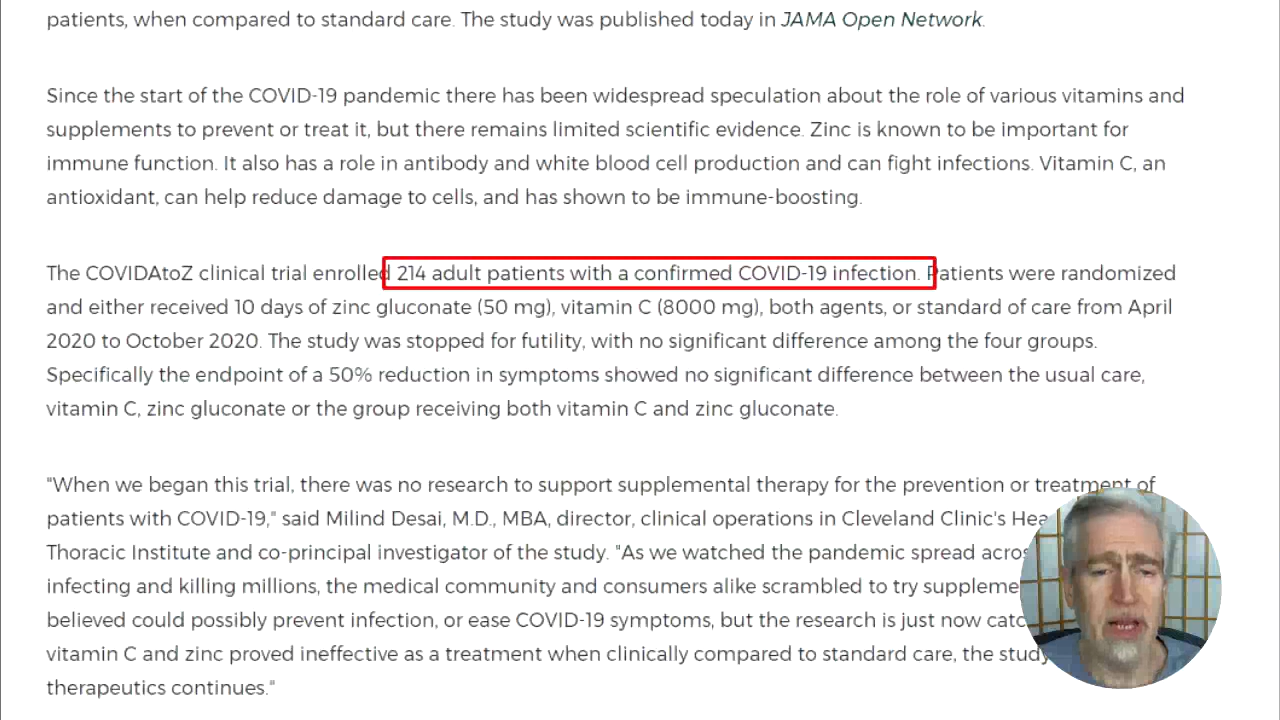 patients, when compared to standard care. The study was published today in JAMA Open Network.
Since the start of the COVID-19 pandemic there has been widespread speculation about the role of various vitamins and
supplements to prevent or treat it, but there remains limited scientific evidence. Zinc is known to be important for
immune function. It also has a role in antibody and white blood cell production and can fight infections. Vitamin C, an
antioxidant, can help reduce damage to cells, and has shown to be immune-boosting.
The COVIDAtoZ clinical trial enrolled 214 adult patients with a confirmed COVID-19 infection. Patients were randomized
and either received 10 days of zinc gluconate (50 mg), vitamin C (8000 mg), both agents, or standard of care from April
2020 to October 2020. The study was stopped for futility, with no significant difference among the four groups.
Specifically the endpoint of a 50% reduction in symptoms showed no significant difference between the usual care,
vitamin C, zinc gluconate or the group receiving both vitamin C and zinc gluconate.
"When we began this trial, there was no research to support supplemental therapy for the prevention or treatment of
patients with COVID-19," said Milind Desai, M.D., MBA, director, clinical operations in Cleveland Clinic's
Thoracic Institute and co-principal investigator of the study. "As we watched the pandemic spread
infecting and killing millions, the medical community and consumers alike scrambled to try
believed could possibly prevent infection, or ease COVID-19 symptoms, but the research is just now
vitamin C and zinc proved ineffective as a treatment when clinically compared to standard care, the study
therapeutics continues."